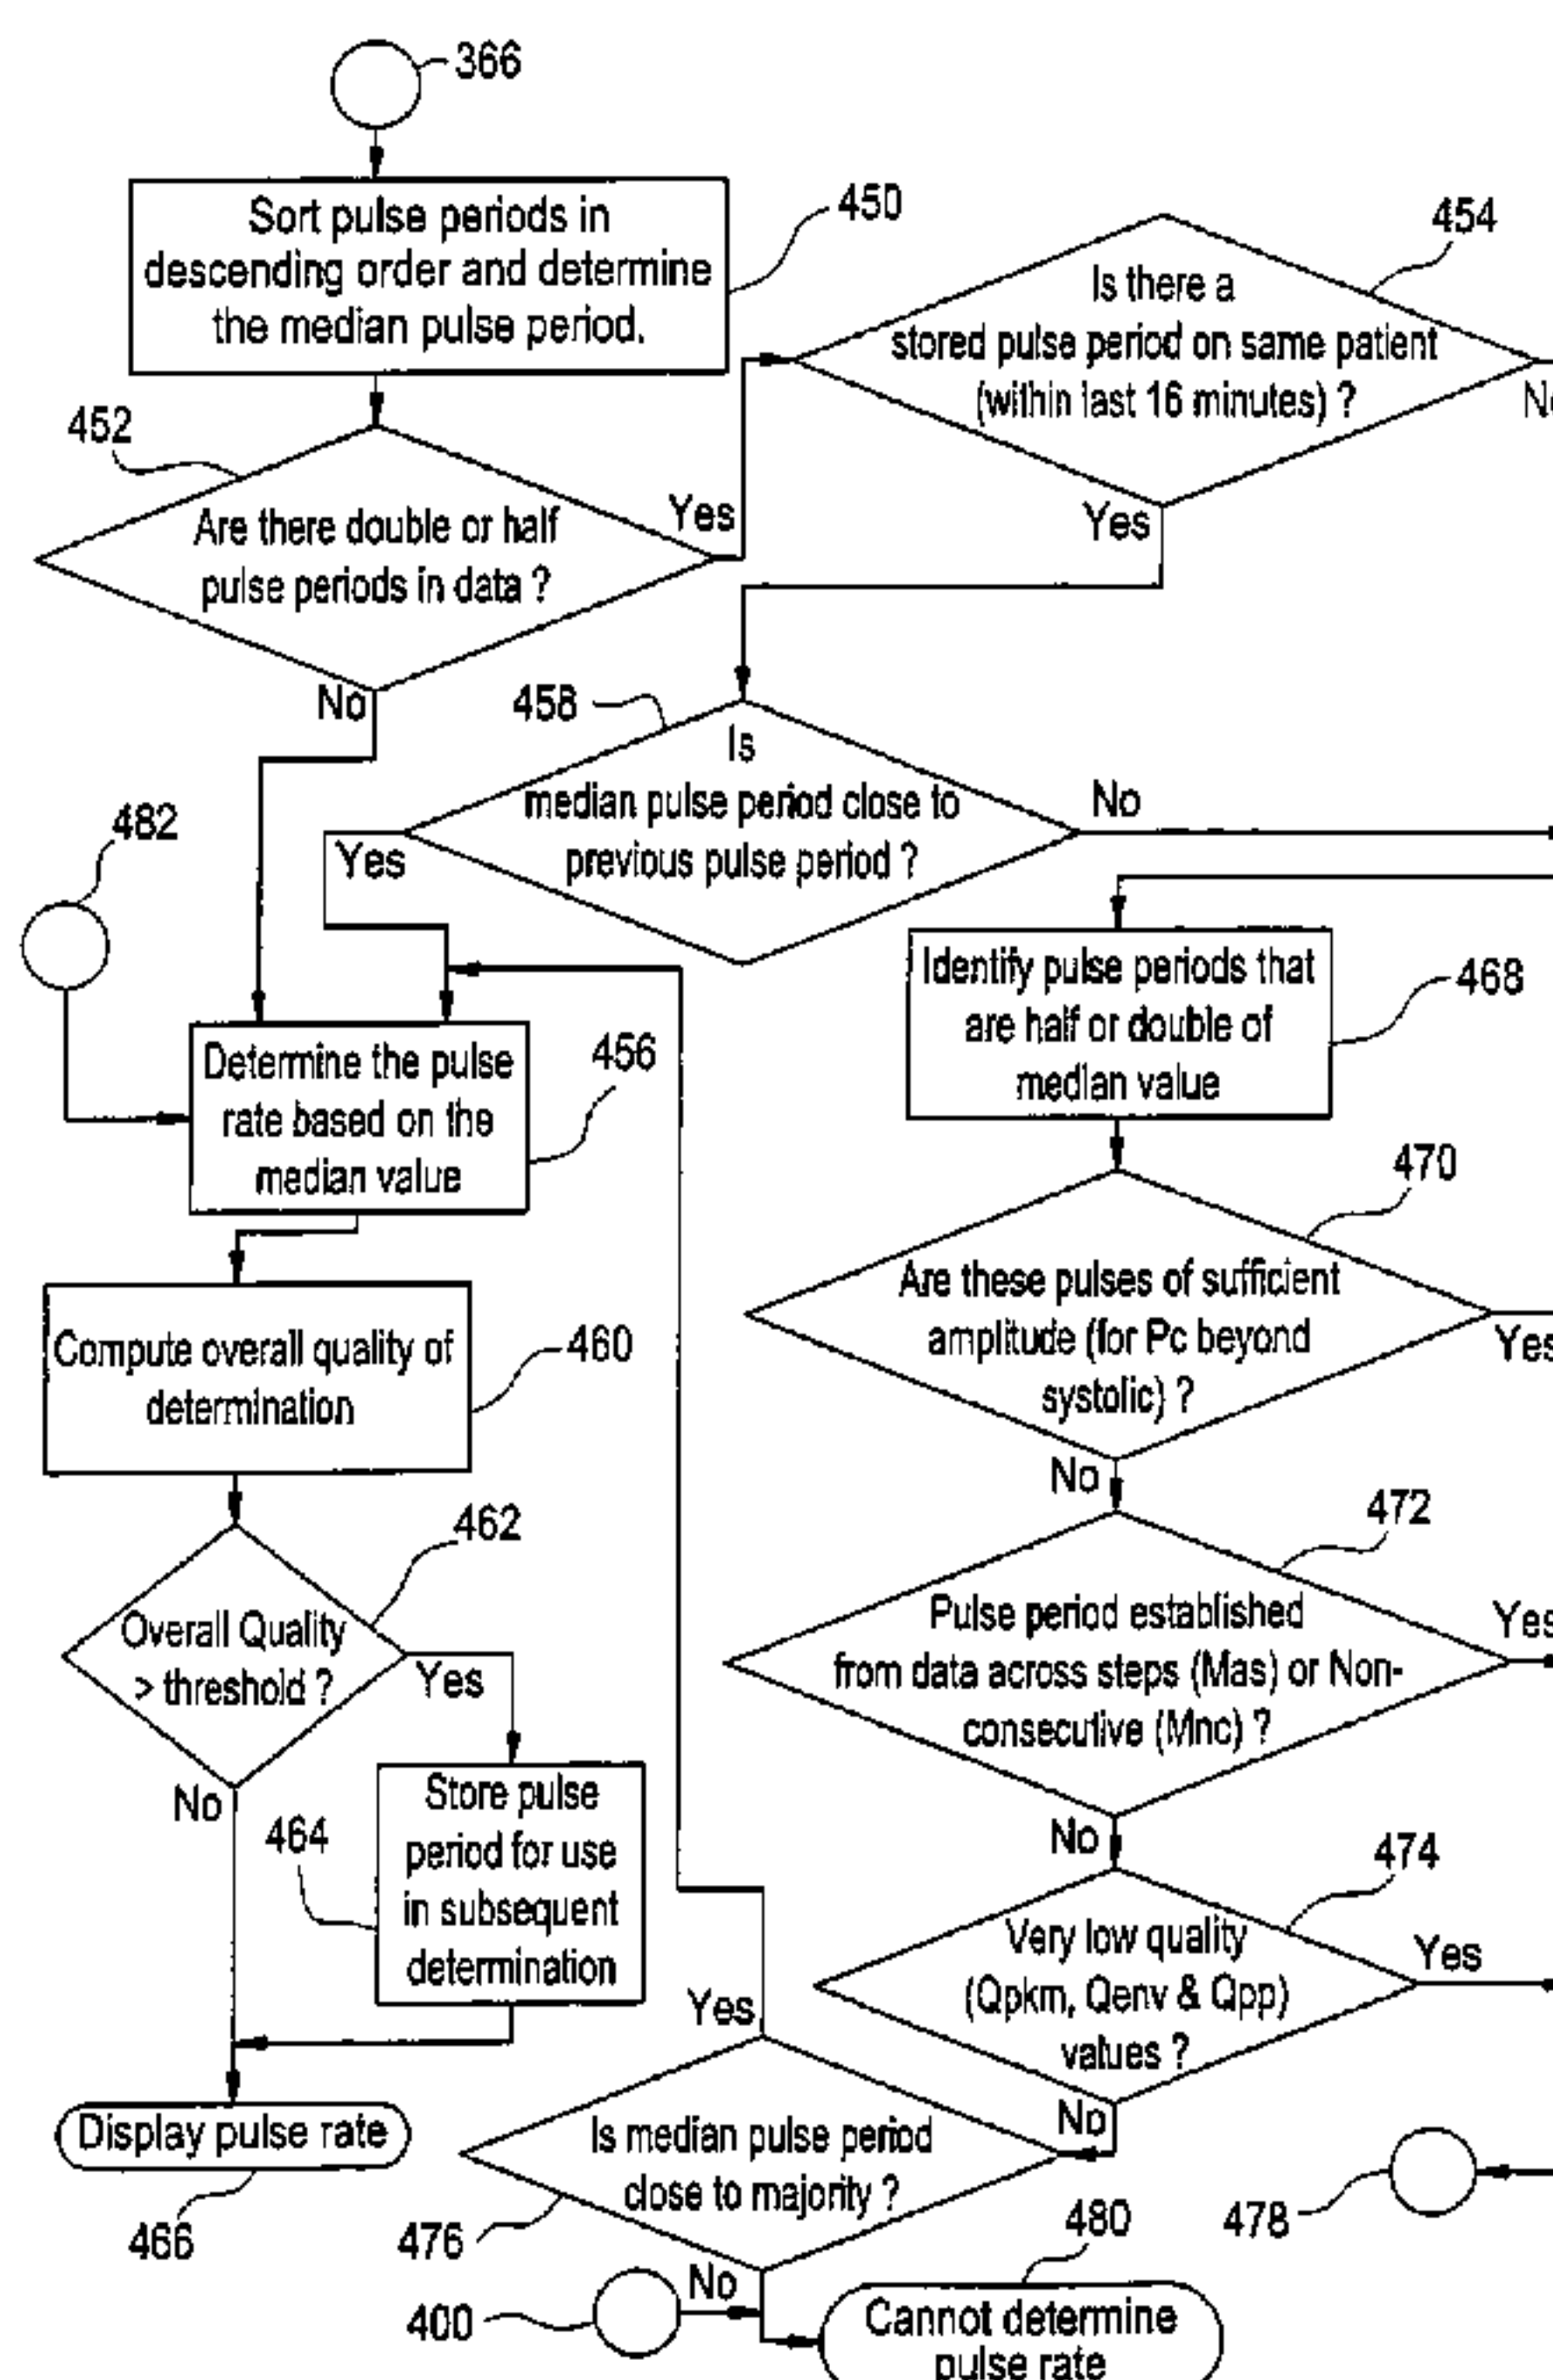 366
Sort pulse periods in
descending order and determine
the median pulse period.
450
452
Are there double or half
pulse periods in data ?
Yes
No
454
Is there a
stored pulse period on same patient
(within last 16 minutes) ?
No
Yes
458
Is
median pulse period close to
previous pulse period ?
Yes
No
482
Determine the pulse
rate based on the
median value
456
Identify pulse periods that
are half or double of
median value
468
Compute overall quality of
determination
460
470
Are these pulses of sufficient
amplitude (for Pc beyond
systolic) ?
Yes
No
462
Overall Quality
> threshold ?
Yes
No
472
Pulse period established
from data across steps (Mas) or Non-
consecutive (Mnc) ?
Yes
No
464
Store pulse
period for use
in subsequent
determination
474
Very low quality
(Qpkm, Qenv & Qpp)
values ?
Yes
No
Display pulse rate
466
Yes
Is median pulse period
close to majority ?
476
No
478
400
480
Cannot determine
pulse rate